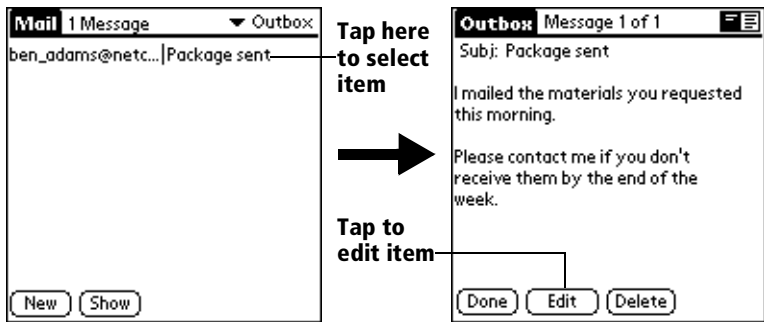 Mail 1 Message Outbox
ben_adams@netc... Package sent
New Show
Tap here
to select
item
Tap to
edit item
Outbox Message 1 of 1
Subj: Package sent
I mailed the materials you requested
this morning.
Please contact me if you don't
receive them by the end of the
week.
Done Edit Delete